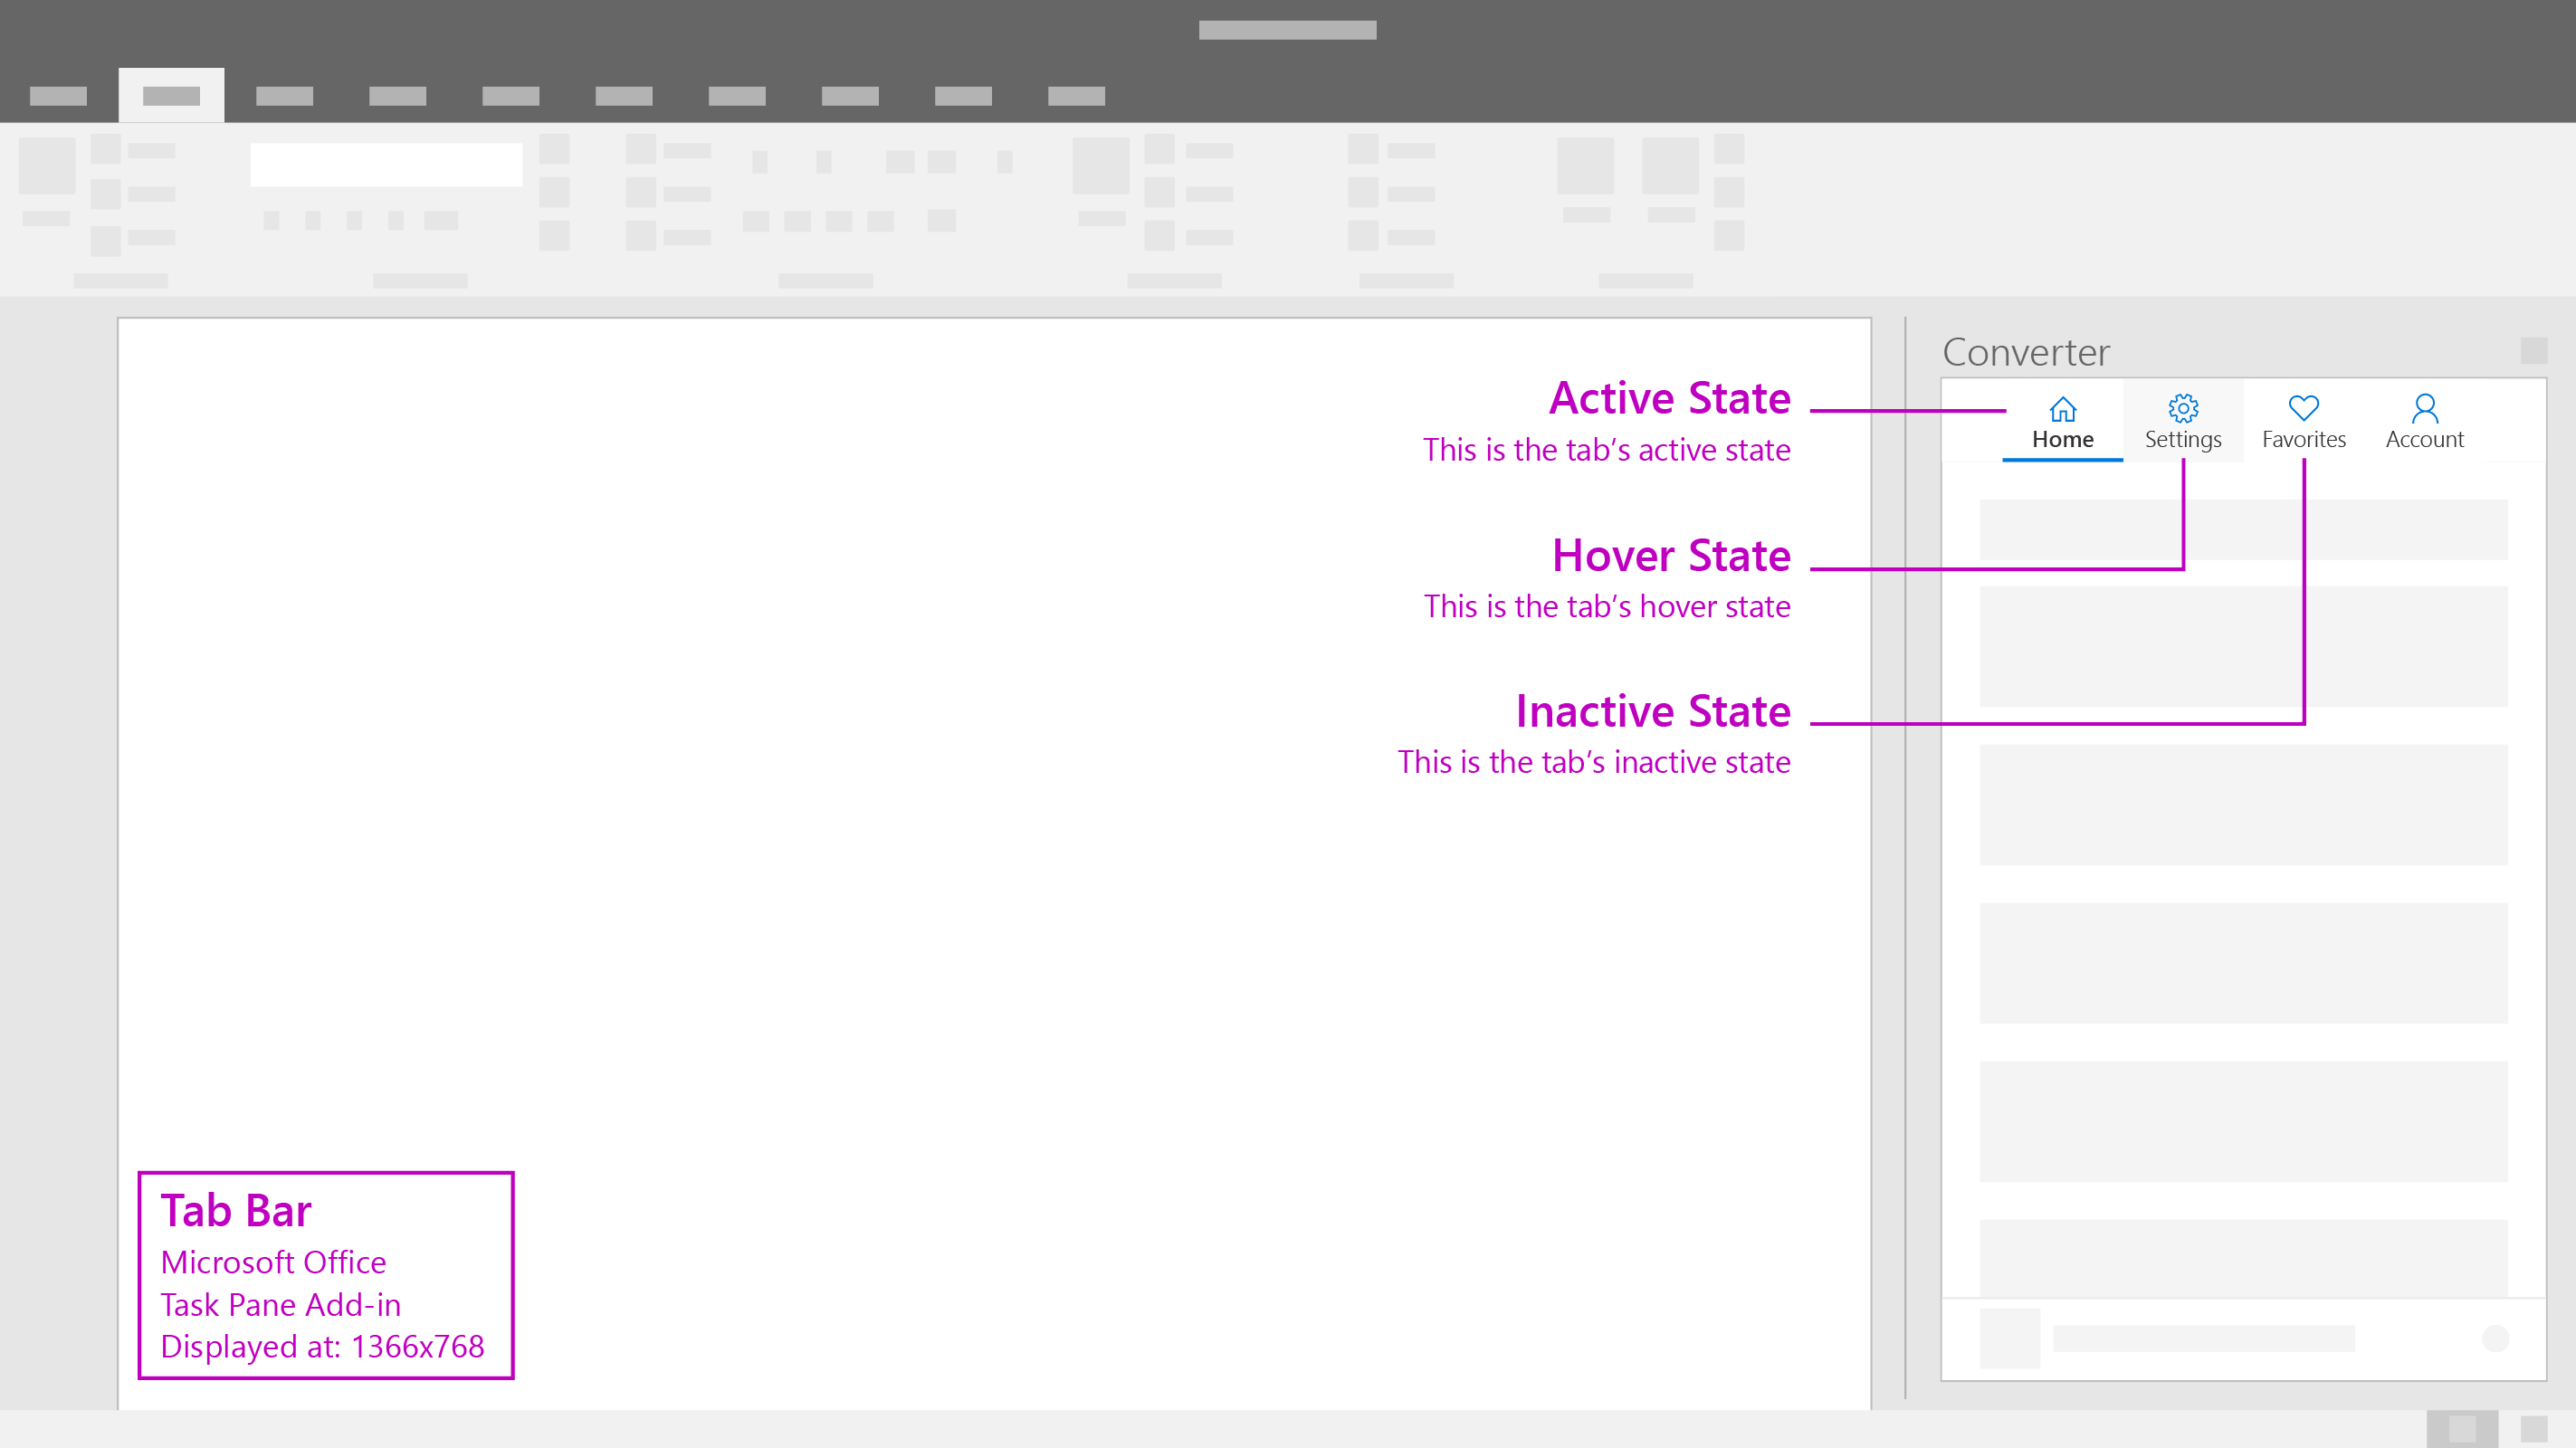 Converter
Home
Settings
Favorites
Account
Active State
This is the tab’s active state
Hover State
This is the tab’s hover state
Inactive State
This is the tab’s inactive state
Tab Bar
Microsoft Office
Task Pane Add-in
Displayed at: 1366x768